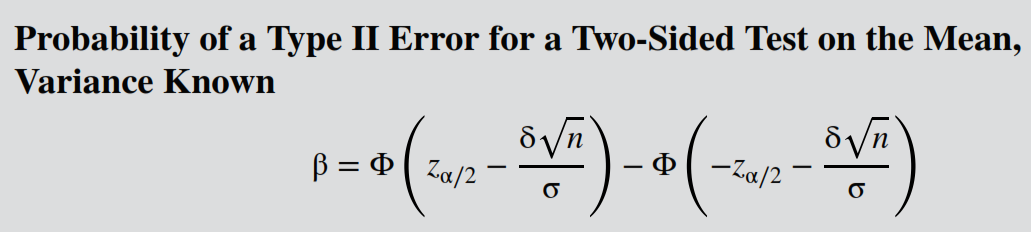 Probability of a Type II Error for a Two-Sided Test on the Mean,
Variance Known
β = Φ( z_{α/2} − δ√n / σ ) − Φ( −z_{α/2} − δ√n / σ )